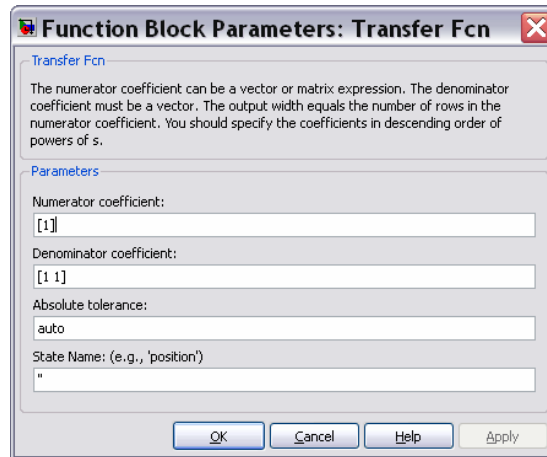 Function Block Parameters: Transfer Fcn
Transfer Fcn
The numerator coefficient can be a vector or matrix expression. The denominator
coefficient must be a vector. The output width equals the number of rows in the
numerator coefficient. You should specify the coefficients in descending order of
powers of s.
Parameters
Numerator coefficient:
[1]
Denominator coefficient:
[1 1]
Absolute tolerance:
auto
State Name: (e.g., 'position')
''
OK Cancel Help Apply